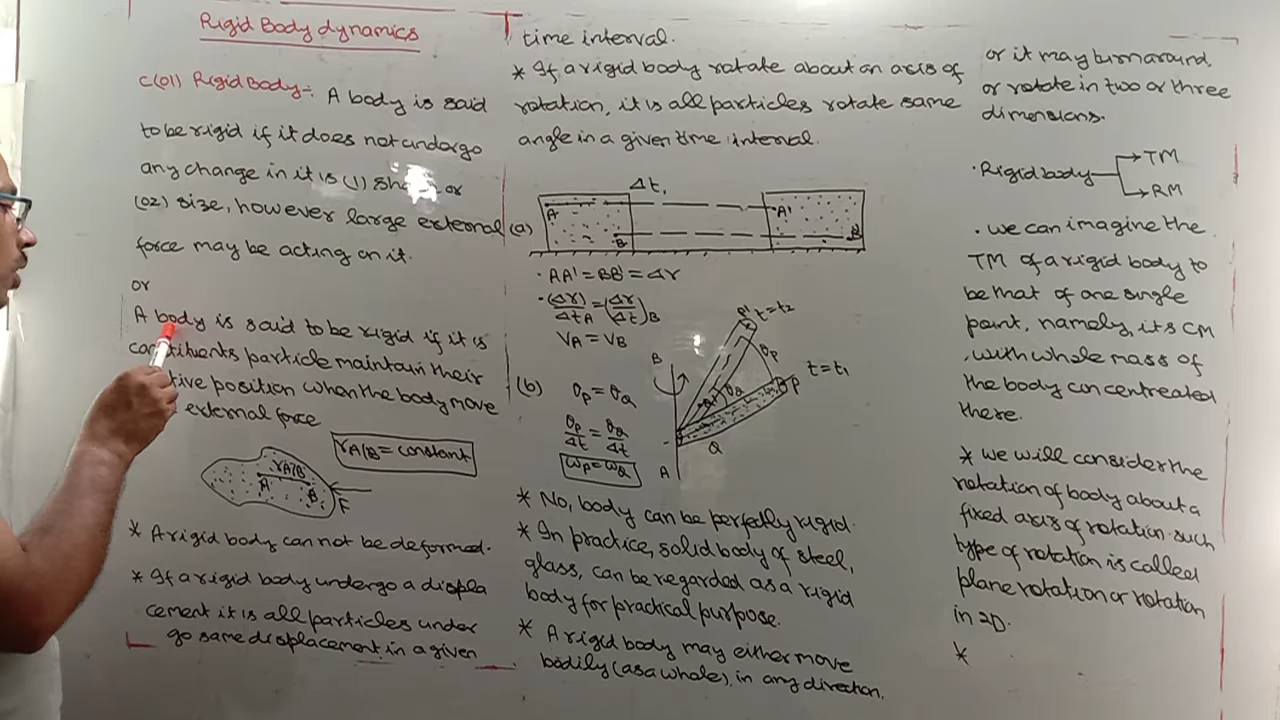 Rigid Body dynamics
C(01) Rigid Body:- A body is said
to be rigid if it does not undergo
any change in it is (1) or
(02) size, however large external
force may be acting on it.
or
A body is said to be rigid if it's
particle maintain their
position when the body move
external force
rA/B = constant
rA/B
A B
F
* A rigid body cannot be deformed.
* If a rigid body undergo a displa
cement it is all particles under
go same displacement in a given
time interval.
* If a rigid body rotate about an axis of
rotation, it is all particles rotate same
angle in a given time interval.
(a)
Δt,
A A'
B B'
· AA' = BB' = Δr
· (Δr/Δt)A = (Δr/Δt)B
VA = VB
(b) θP = θQ
θP/Δt = θQ/Δt
ωP = ωQ
B
A
P' t=t2
θP
θQ
Q'
P t=t1
Q
* No, body can be perfectly rigid.
* In practice, solid body of steel,
glass, can be regarded as a rigid
body for practical purpose.
* A rigid body may either move
bodily (as a whole), in any direction,
or it may turn around,
or rotate in two or three
dimensions.
· Rigid body
TM
RM
· we can imagine the
TM of a rigid body to
be that of one single
point, namely, its CM
, with whole mass of
the body concentreated
there.
* we will consider the
rotation of body about a
fixed axis of rotation such
type of rotation is called
plane rotation or rotation
in 2D.
*